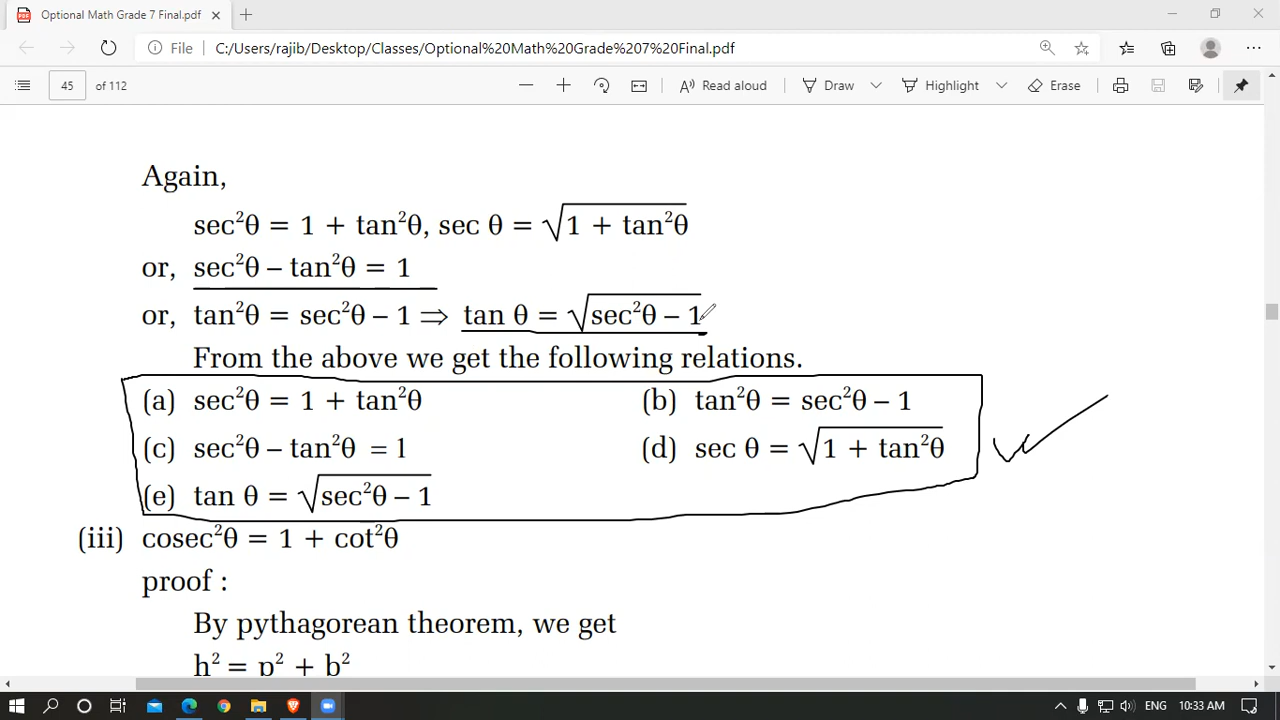 Optional Math Grade 7 Final.pdf
File C:/Users/rajib/Desktop/Classes/Optional%20Math%20Grade%207%20Final.pdf
45 of 112 Read aloud Draw Highlight Erase
Again,
sec²θ = 1 + tan²θ, sec θ = √(1 + tan²θ)
or, sec²θ – tan²θ = 1
or, tan²θ = sec²θ – 1 ⇒ tan θ = √(sec²θ – 1)
From the above we get the following relations.
(a) sec²θ = 1 + tan²θ (b) tan²θ = sec²θ – 1
(c) sec²θ – tan²θ = 1 (d) sec θ = √(1 + tan²θ)
(e) tan θ = √(sec²θ – 1)
(iii) cosec²θ = 1 + cot²θ
proof :
By pythagorean theorem, we get
h² = p² + b²
ENG 10:33 AM